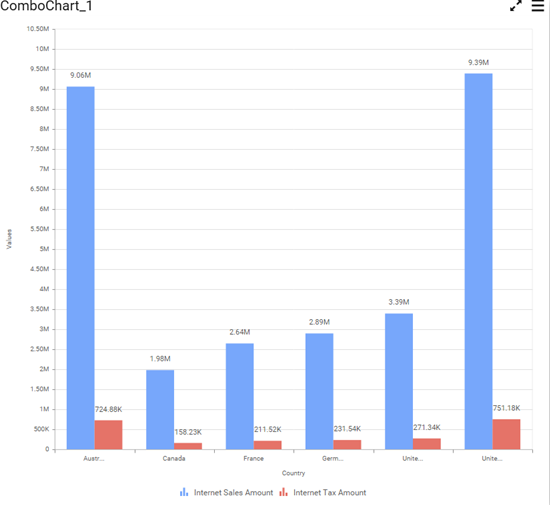 ComboChart_1
10.50M
10M
9.50M
9M
8.50M
8M
7.50M
7M
6.50M
6M
5.50M
5M
4.50M
4M
3.50M
3M
2.50M
2M
1.50M
1M
500K
0
Values
9.06M
724.88K
1.98M
158.23K
2.64M
211.52K
2.89M
231.54K
3.39M
271.34K
9.39M
751.18K
Austr...
Canada
France
Germ...
Unite...
Unite...
Country
Internet Sales Amount
Internet Tax Amount